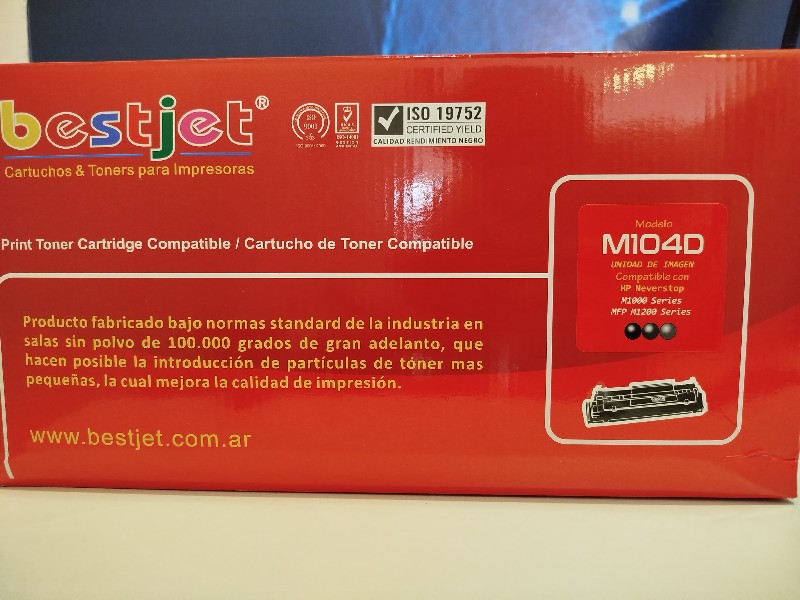 bestjet®
Cartuchos & Toners para Impresoras
ISO
9001
ISO 19752
CERTIFIED YIELD
CALIDAD RENDIMIENTO NEGRO
Print Toner Cartridge Compatible / Cartucho de Toner Compatible
Producto fabricado bajo normas standard de la industria en
salas sin polvo de 100.000 grados de gran adelanto, que
hacen posible la introducción de partículas de tóner mas
pequeñas, la cual mejora la calidad de impresión.
www.bestjet.com.ar
Modelo
M104D
UNIDAD DE IMAGEN
Compatible con
HP Neverstop
M1000 Series
MFP M1200 Series